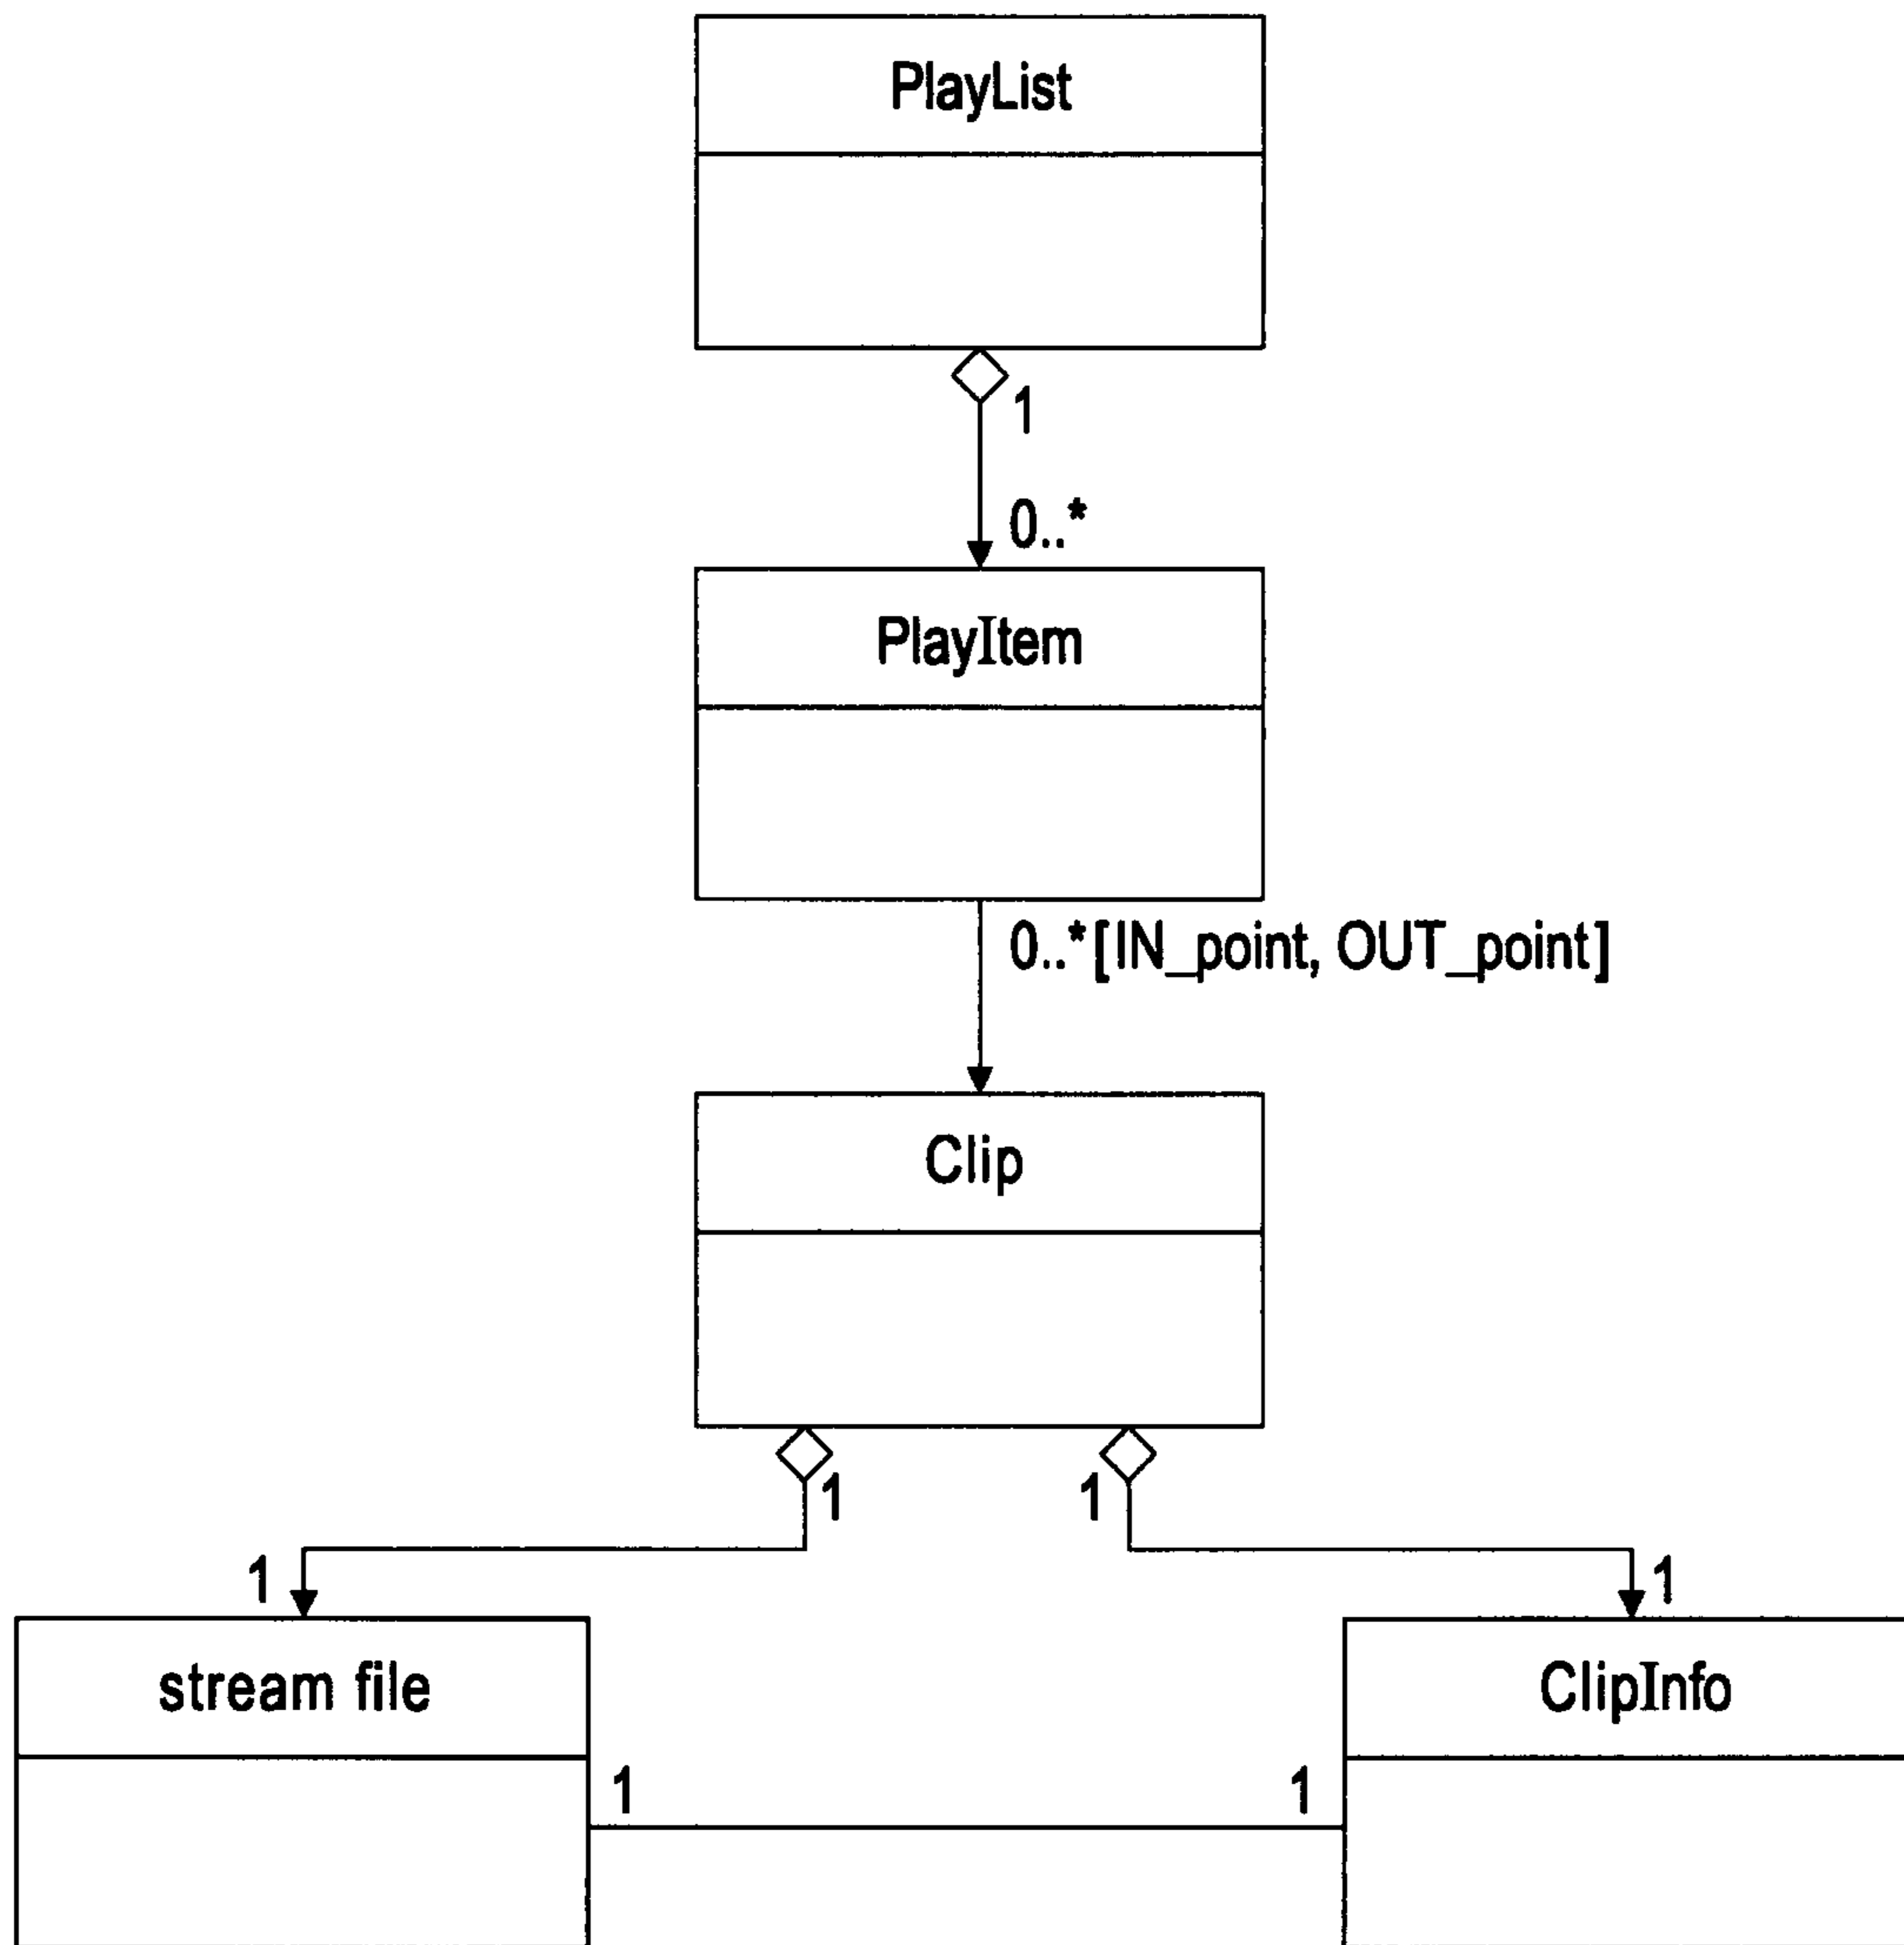 PlayList
1
0..*
PlayItem
0..*[IN_point, OUT_point]
Clip
1
1
1
1
stream file
ClipInfo
1
1